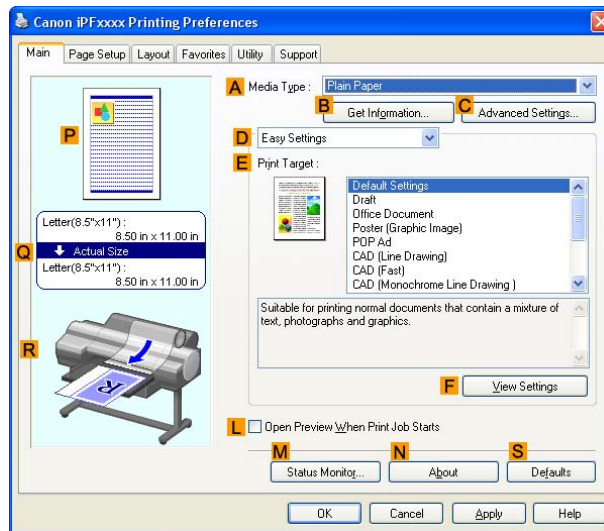 Canon iPFxxxx Printing Preferences
Main Page Setup Layout Favorites Utility Support
A Media Type : Plain Paper
B C
Get Information... Advanced Settings...
D Easy Settings
E Print Target :
P
Default Settings
Draft
Office Document
Poster (Graphic Image)
POP Ad
CAD (Line Drawing)
CAD (Fast)
CAD (Monochrome Line Drawing )
Letter(8.5"x11") :
8.50 in x 11.00 in
Q Actual Size
Letter(8.5"x11") :
8.50 in x 11.00 in
Suitable for printing normal documents that contain a mixture of
text, photographs and graphics.
R
F View Settings
L Open Preview When Print Job Starts
M N S
Status Monitor... About Defaults
OK Cancel Apply Help